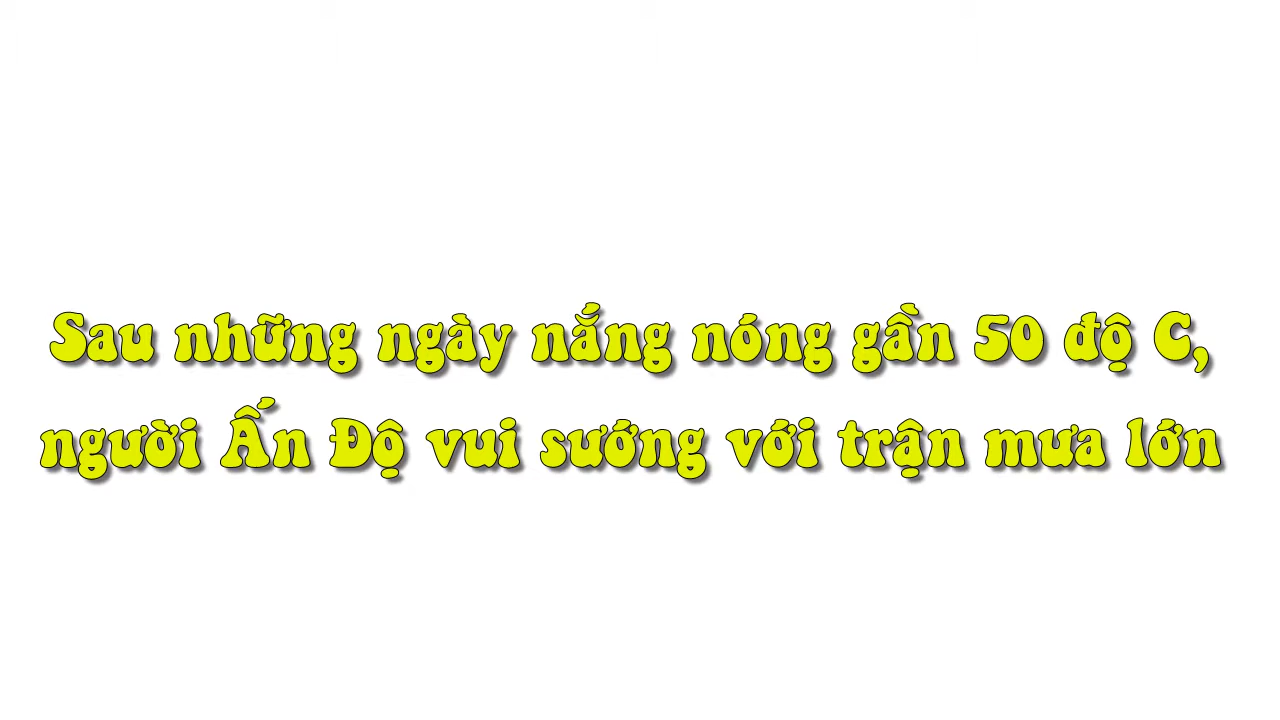 Sau những ngày nắng nóng gần 50 độ C,
người Ấn Độ vui sướng với trận mưa lớn